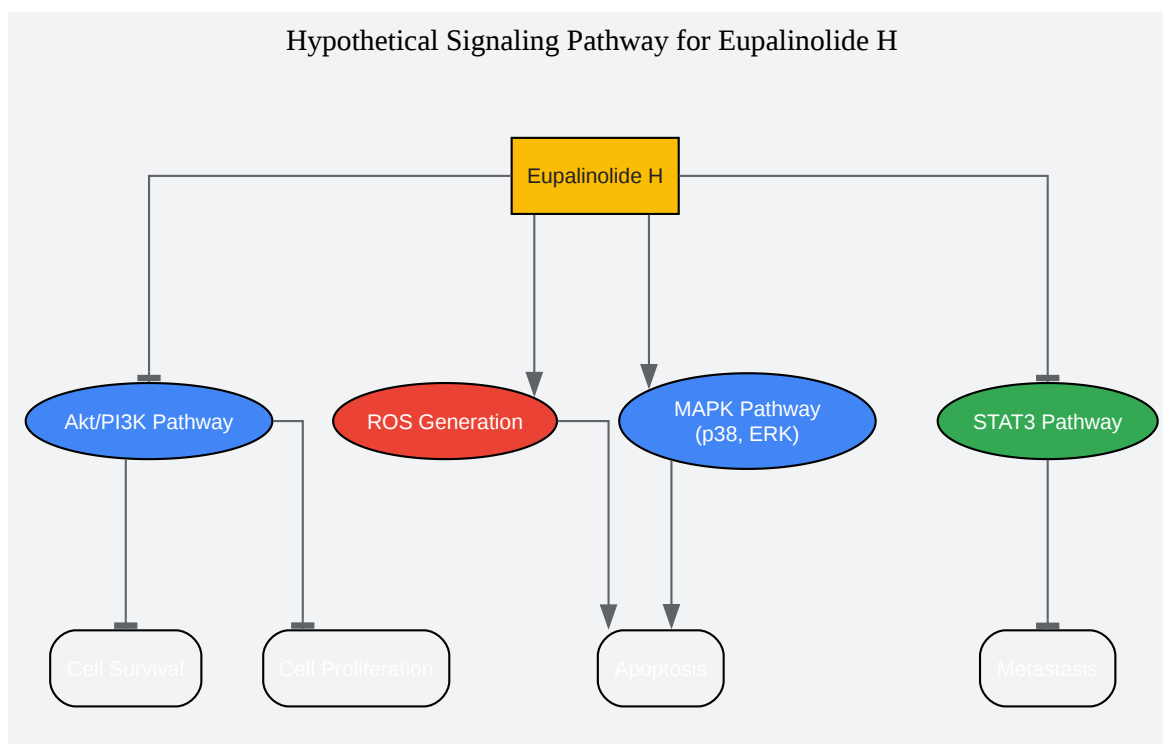 Hypothetical Signaling Pathway for Eupalinolide H
Eupalinolide H
Akt/PI3K Pathway
ROS Generation
MAPK Pathway
(p38, ERK)
STAT3 Pathway
Cell Survival
Cell Proliferation
Apoptosis
Metastasis